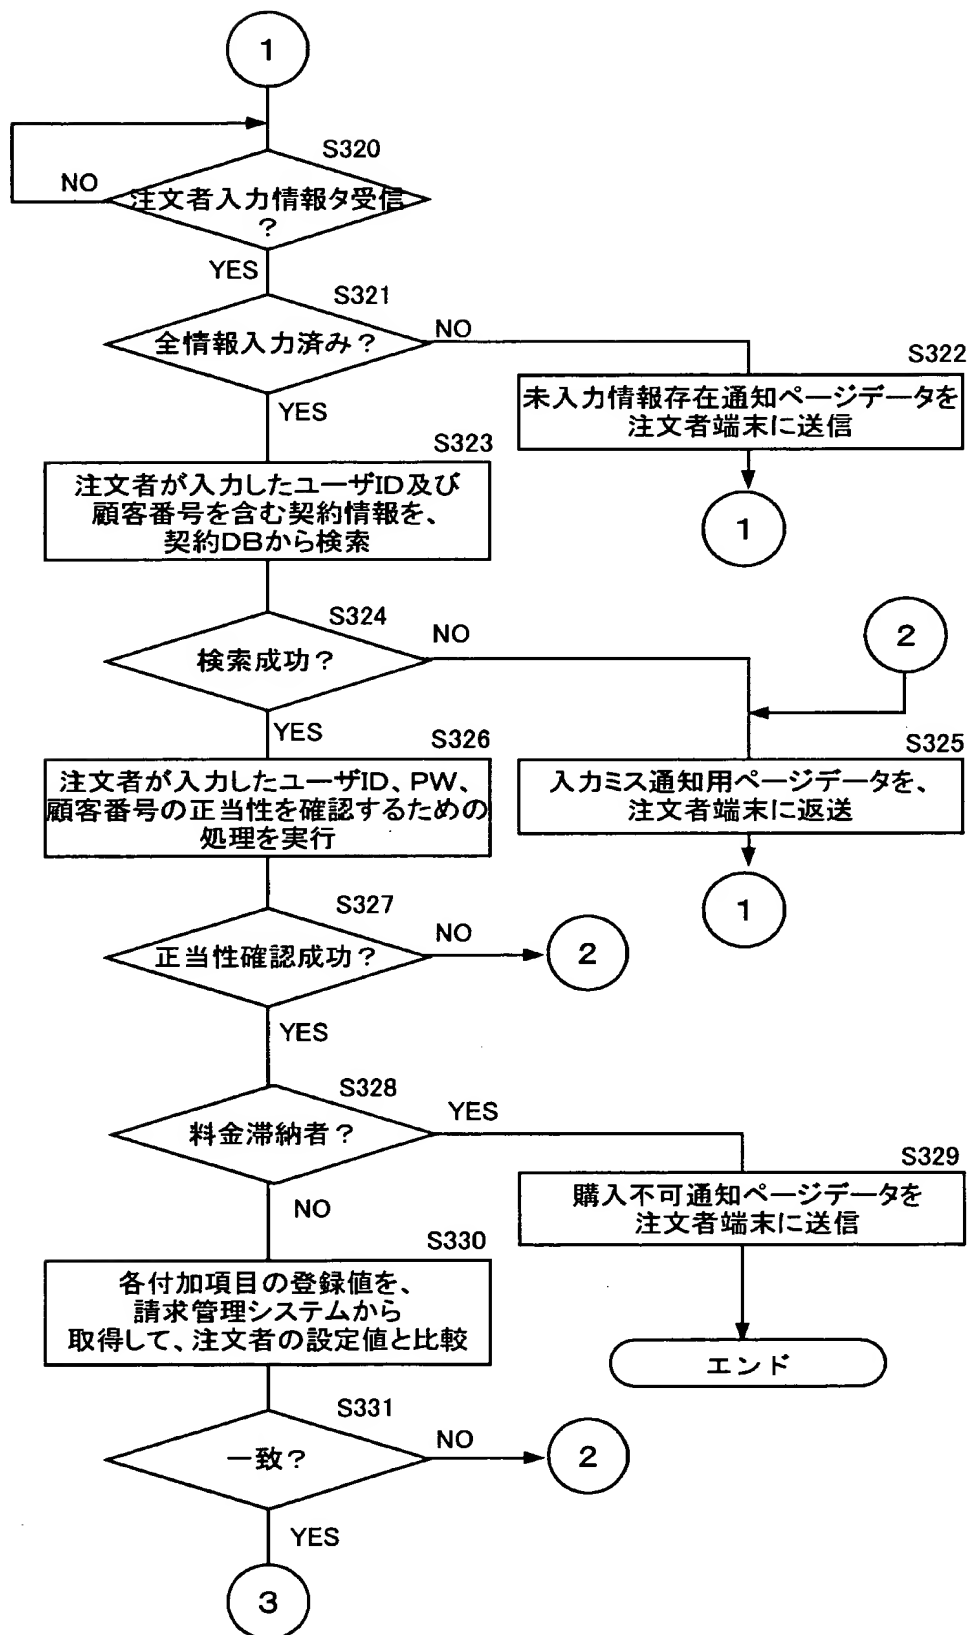 1
S320
NO
注文者入力情報タ受信
?
YES
S321
全情報入力済み?
NO
YES
S322
未入力情報存在通知ページデータを
注文者端末に送信
1
S323
注文者が入力したユーザID及び
顧客番号を含む契約情報を、
契約DBから検索
S324
検索成功?
NO
YES
2
S325
入力ミス通知用ページデータを、
注文者端末に返送
1
S326
注文者が入力したユーザID、PW、
顧客番号の正当性を確認するための
処理を実行
S327
正当性確認成功?
NO
2
YES
S328
料金滞納者?
YES
NO
S329
購入不可通知ページデータを
注文者端末に送信
エンド
S330
各付加項目の登録値を、
請求管理システムから
取得して、注文者の設定値と比較
S331
一致?
NO
2
YES
3